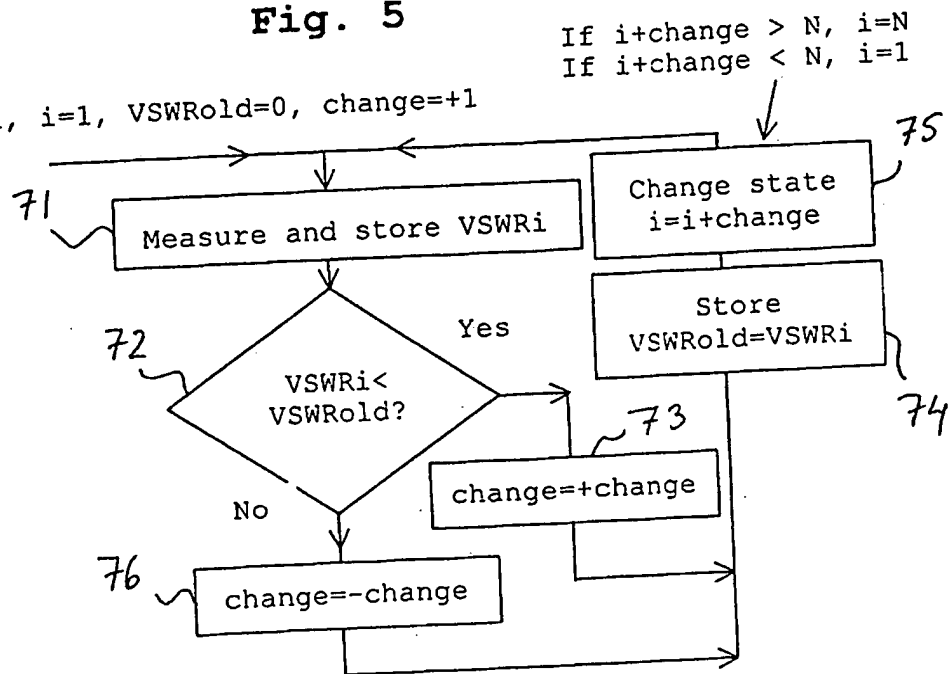 Fig. 5
If i+change > N, i=N
If i+change < N, i=1
, i=1, VSWRold=0, change=+1
75
71
Change state
i=i+change
Measure and store VSWRi
Store
VSWRold=VSWRi
72
Yes
VSWRi<
VSWRold?
74
73
change=+change
No
76
change=-change